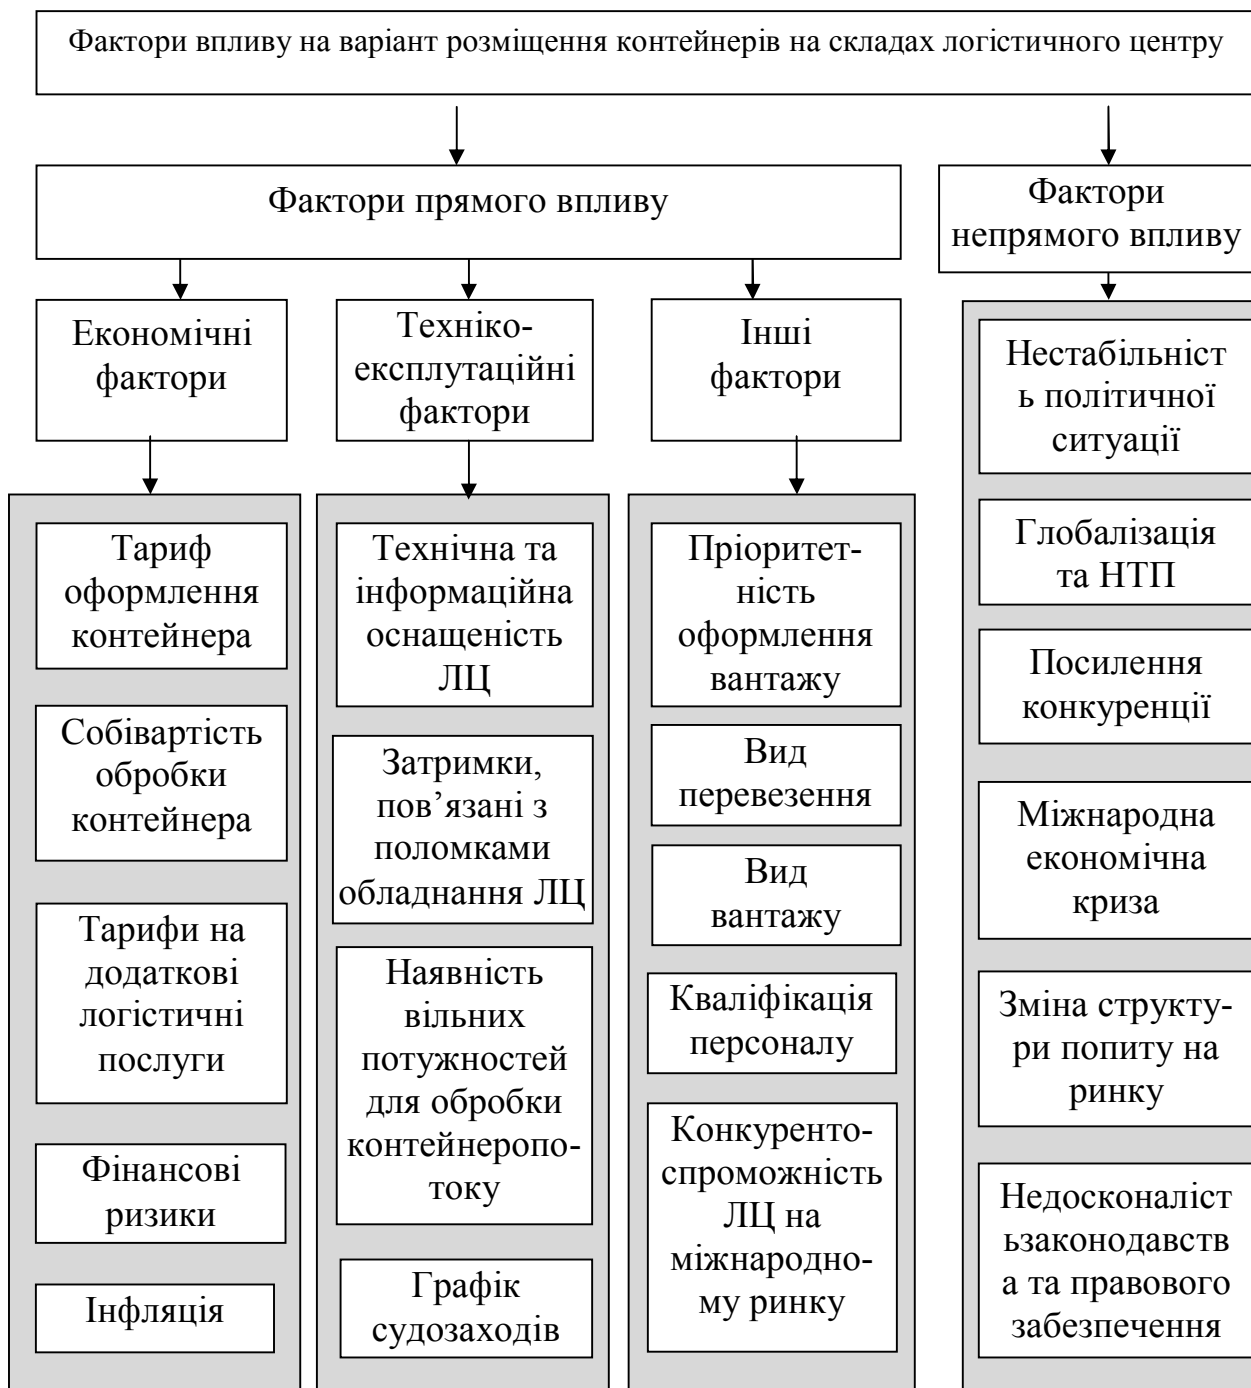 Фактори впливу на варіант розміщення контейнерів на складах логістичного центру
Фактори прямого впливу
Фактори
непрямого впливу
Економічні
фактори
Техніко-
експлутаційні
фактори
Інші
фактори
Тариф
оформлення
контейнера
Собівартість
обробки
контейнера
Тарифи на
додаткові
логістичні
послуги
Фінансові
ризики
Інфляція
Технічна та
інформаційна
оснащеність
ЛЦ
Затримки,
пов’язані з
поломками
обладнання ЛЦ
Наявність
вільних
потужностей
для обробки
контейнеропо-
току
Графік
судозаходів
Пріоритет-
ність
оформлення
вантажу
Вид
перевезення
Вид
вантажу
Кваліфікація
персоналу
Конкуренто-
спроможність
ЛЦ на
міжнародно-
му ринку
Нестабільніст
ь політичної
ситуації
Глобалізація
та НТП
Посилення
конкуренції
Міжнародна
економічна
криза
Зміна структу-
ри попиту на
ринку
Недосконаліст
ьзаконодавств
а та правового
забезпечення